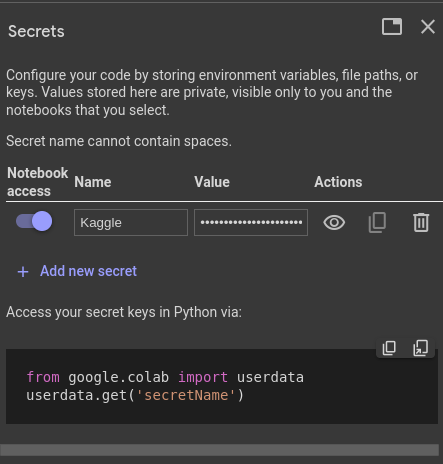 Secrets
Configure your code by storing environment variables, file paths, or
keys. Values stored here are private, visible only to you and the
notebooks that you select.
Secret name cannot contain spaces.
Notebook access Name Value Actions
Kaggle ••••••••••••••••••••••
+ Add new secret
Access your secret keys in Python via:
from google.colab import userdata
userdata.get('secretName')